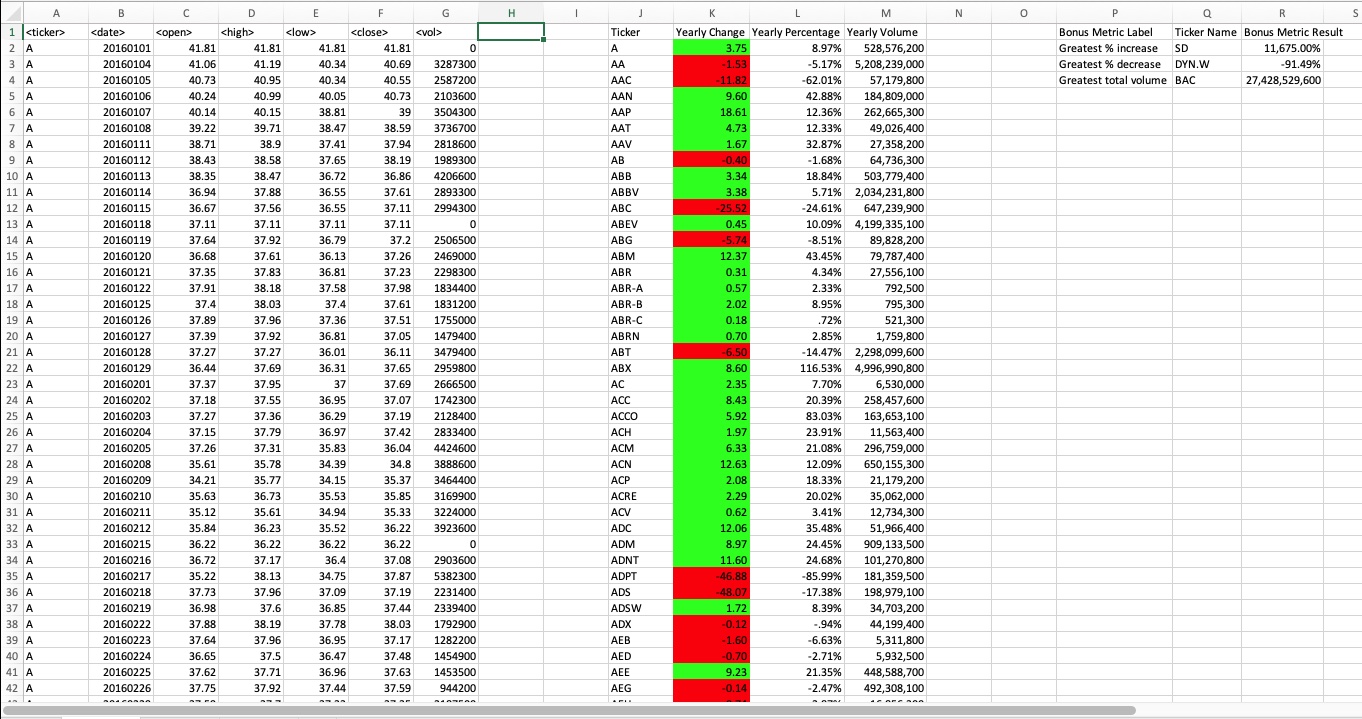 A B C D E F G H I J K L M N O P Q R S
1 <ticker> <date> <open> <high> <low> <close> <vol> Ticker Yearly Change Yearly Percentage Yearly Volume Bonus Metric Label Ticker Name Bonus Metric Result
2 A 20160101 41.81 41.81 41.81 41.81 0 A 3.75 8.97% 528,576,200 Greatest % increase SD 11,675.00%
3 A 20160104 41.06 41.19 40.34 40.69 3287300 AA -1.53 -5.17% 5,208,239,000 Greatest % decrease DYN.W -91.49%
4 A 20160105 40.73 40.95 40.34 40.55 2587200 AAC -11.82 -62.01% 57,179,800 Greatest total volume BAC 27,428,529,600
5 A 20160106 40.24 40.99 40.05 40.73 2103600 AAN 9.60 42.88% 184,809,000
6 A 20160107 40.14 40.15 38.81 39 3504300 AAP 18.61 12.36% 262,665,300
7 A 20160108 39.22 39.71 38.47 38.59 3736700 AAT 4.73 12.33% 49,026,400
8 A 20160111 38.71 38.9 37.41 37.94 2818600 AAV 1.67 32.87% 27,358,200
9 A 20160112 38.43 38.58 37.65 38.19 1989300 AB -0.40 -1.68% 64,736,300
10 A 20160113 38.35 38.47 36.72 36.86 4206600 ABB 3.34 18.84% 503,779,400
11 A 20160114 36.94 37.88 36.55 37.61 2893300 ABBV 3.38 5.71% 2,034,231,800
12 A 20160115 36.67 37.56 36.55 37.11 2994300 ABC -25.52 -24.61% 647,239,900
13 A 20160118 37.11 37.11 37.11 37.11 0 ABEV 0.45 10.09% 4,199,335,100
14 A 20160119 37.64 37.92 36.79 37.2 2506500 ABG -5.74 -8.51% 89,828,200
15 A 20160120 36.68 37.61 36.13 37.26 2469000 ABM 12.37 43.45% 79,787,400
16 A 20160121 37.35 37.83 36.81 37.23 2298300 ABR 0.31 4.34% 27,556,100
17 A 20160122 37.91 38.18 37.58 37.98 1834400 ABR-A 0.57 2.33% 792,500
18 A 20160125 37.4 38.03 37.4 37.61 1831200 ABR-B 2.02 8.95% 795,300
19 A 20160126 37.89 37.96 37.36 37.51 1755000 ABR-C 0.18 .72% 521,300
20 A 20160127 37.39 37.92 36.81 37.05 1479400 ABRN 0.70 2.85% 1,759,800
21 A 20160128 37.27 37.27 36.01 36.11 3479400 ABT -6.50 -14.47% 2,298,099,600
22 A 20160129 36.44 37.69 36.31 37.65 2959800 ABX 8.60 116.53% 4,996,990,800
23 A 20160201 37.37 37.95 37 37.69 2666500 AC 2.35 7.70% 6,530,000
24 A 20160202 37.18 37.55 36.95 37.07 1742300 ACC 8.43 20.39% 258,457,600
25 A 20160203 37.27 37.36 36.29 37.19 2128400 ACCO 5.92 83.03% 163,653,100
26 A 20160204 37.15 37.79 36.97 37.42 2833400 ACH 1.97 23.91% 11,563,400
27 A 20160205 37.26 37.31 35.83 36.04 4424600 ACM 6.33 21.08% 296,759,000
28 A 20160208 35.61 35.78 34.39 34.8 3888600 ACN 12.63 12.09% 650,155,300
29 A 20160209 34.21 35.77 34.15 35.37 3464400 ACP 2.08 18.33% 21,179,200
30 A 20160210 35.63 36.73 35.53 35.85 3169900 ACRE 2.29 20.02% 35,062,000
31 A 20160211 35.12 35.61 34.94 35.33 3224000 ACV 0.62 3.41% 12,734,300
32 A 20160212 35.84 36.23 35.52 36.22 3923600 ADC 12.06 35.48% 51,966,400
33 A 20160215 36.22 36.22 36.22 36.22 0 ADM 8.97 24.45% 909,133,500
34 A 20160216 36.72 37.17 36.4 37.08 2903600 ADNT 11.60 24.68% 101,270,800
35 A 20160217 35.22 38.13 34.75 37.87 5382300 ADPT -46.88 -85.99% 181,359,500
36 A 20160218 37.73 37.96 37.09 37.19 2231400 ADS -48.07 -17.38% 198,979,100
37 A 20160219 36.98 37.6 36.85 37.44 2339400 ADSW 1.72 8.39% 34,703,200
38 A 20160222 37.88 38.19 37.78 38.03 1792900 ADX -0.12 -.94% 44,199,400
39 A 20160223 37.64 37.96 36.95 37.17 1282200 AEB -1.60 -6.63% 5,311,800
40 A 20160224 36.65 37.5 36.47 37.48 1454900 AED -0.70 -2.71% 5,932,500
41 A 20160225 37.62 37.71 36.96 37.63 1453500 AEE 9.23 21.35% 448,588,700
42 A 20160226 37.75 37.92 37.44 37.59 944200 AEG -0.14 -2.47% 492,308,100